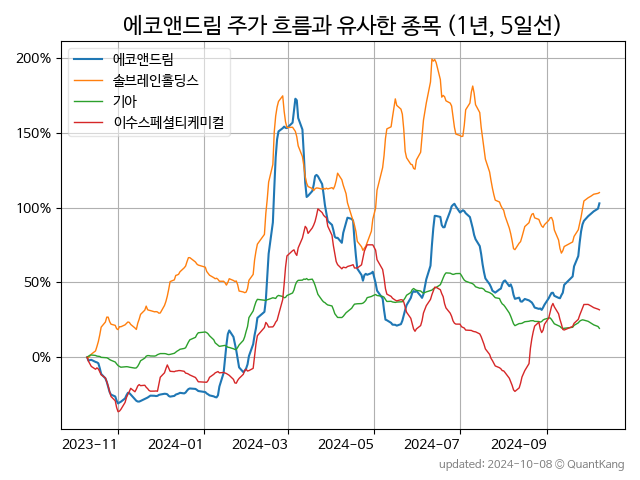 에코앤드림 주가 흐름과 유사한 종목 (1년, 5일선)
에코앤드림
솔브레인홀딩스
기아
이수스페셜티케미컬
200%
150%
100%
50%
0%
2023-11 2024-01 2024-03 2024-05 2024-07 2024-09
updated: 2024-10-08 © QuantKang